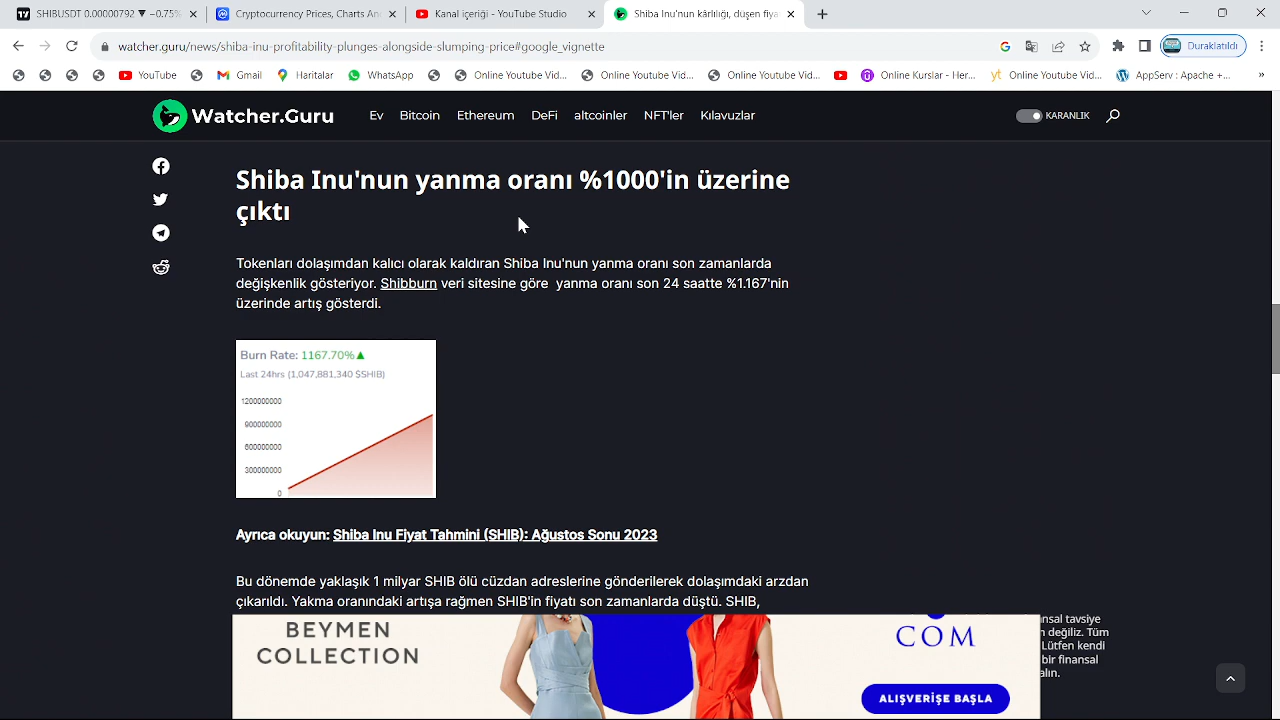 SHIBUSDT 0.00000792 ▼ −0.75%
Cryptocurrency Prices, Charts An
Kanal içeriği - YouTube Studio
Shiba Inu'nun kârlılığı, düşen fiya
watcher.guru/news/shiba-inu-profitability-plunges-alongside-slumping-price#google_vignette
Duraklatıldı
YouTube
Gmail
Haritalar
WhatsApp
Online Youtube Vid...
Online Youtube Vid...
Online Youtube Vid...
Online Kurslar - Her...
Online Youtube Vid...
AppServ : Apache +...
»
Watcher.Guru
Ev
Bitcoin
Ethereum
DeFi
altcoinler
NFT'ler
Kılavuzlar
KARANLIK
Shiba Inu'nun yanma oranı %1000'in üzerine
çıktı
Tokenları dolaşımdan kalıcı olarak kaldıran Shiba Inu'nun yanma oranı son zamanlarda
değişkenlik gösteriyor. Shibburn veri sitesine göre yanma oranı son 24 saatte %1.167'nin
üzerinde artış gösterdi.
Burn Rate: 1167.70%▲
Last 24hrs (1,047,881,340 $SHIB)
1200000000
900000000
600000000
300000000
0
Ayrıca okuyun: Shiba Inu Fiyat Tahmini (SHIB): Ağustos Sonu 2023
Bu dönemde yaklaşık 1 milyar SHIB ölü cüzdan adreslerine gönderilerek dolaşımdaki arzdan
çıkarıldı. Yakma oranındaki artışa rağmen SHIB'in fiyatı son zamanlarda düştü. SHIB,
BEYMEN
COLLECTION
COM
ALIŞVERİŞE BAŞLA
ansal tavsiye
değiliz. Tüm
Lütfen kendi
bir finansal
alın.